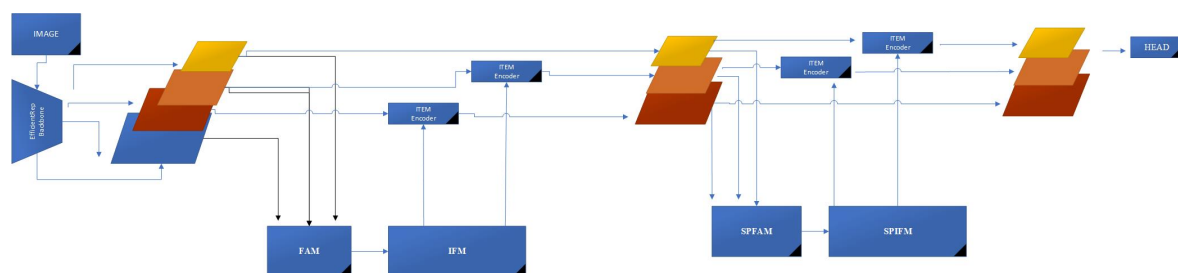 IMAGE
EfficientRep
Backbone
ITEM
Encoder
ITEM
Encoder
FAM
IFM
ITEM
Encoder
ITEM
Encoder
SPFAM
SPIFM
HEAD